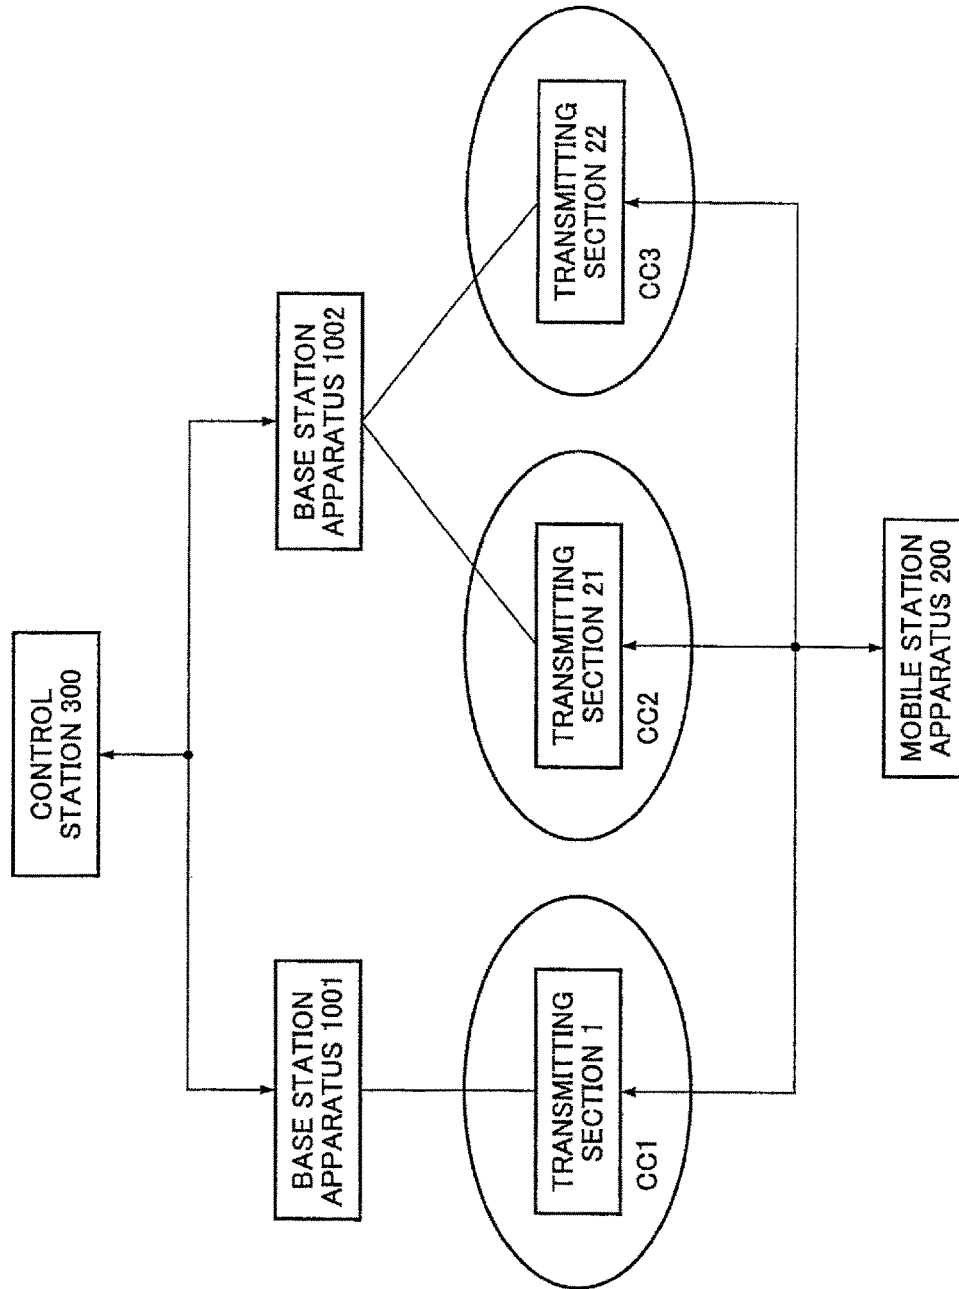 CONTROL
STATION 300
BASE STATION
APPARATUS 1001
BASE STATION
APPARATUS 1002
TRANSMITTING
SECTION 1
CC1
TRANSMITTING
SECTION 21
CC2
TRANSMITTING
SECTION 22
CC3
MOBILE STATION
APPARATUS 200